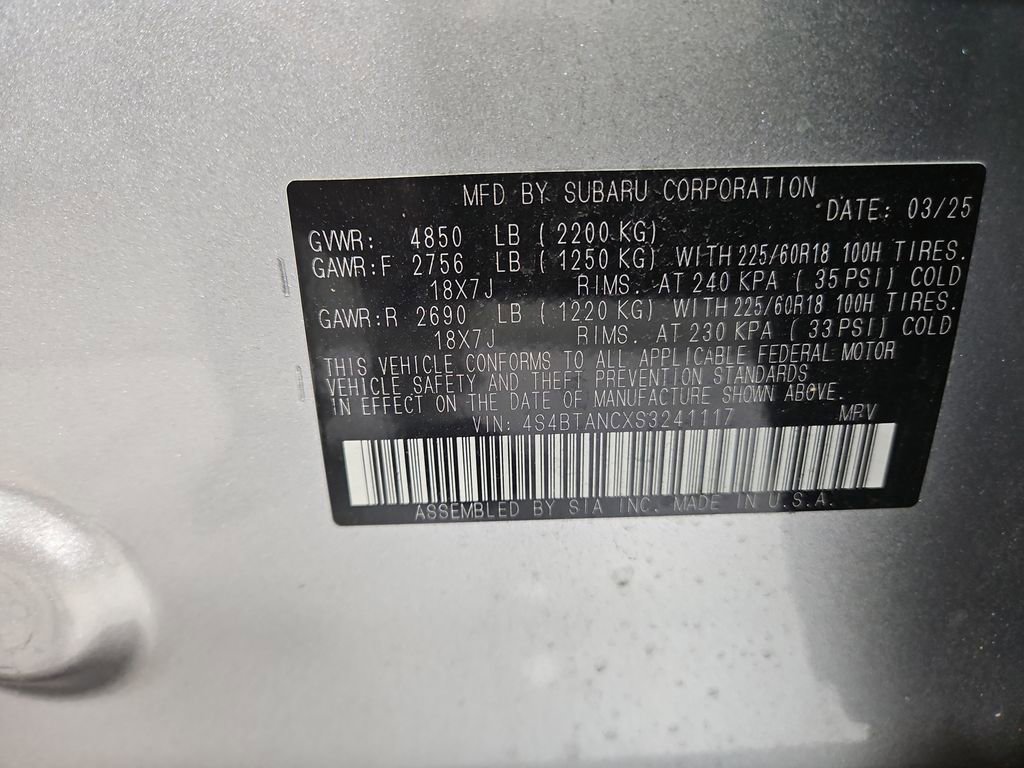 MFD BY SUBARU CORPORATION
DATE: 03/25
GVWR: 4850 LB (2200 KG)
GAWR:F 2756 LB (1250 KG) WITH 225/60R18 100H TIRES.
18X7J RIMS. AT 240 KPA (35 PSI) COLD
GAWR:R 2690 LB (1220 KG) WITH 225/60R18 100H TIRES.
18X7J RIMS. AT 230 KPA (33 PSI) COLD
THIS VEHICLE CONFORMS TO ALL APPLICABLE FEDERAL MOTOR
VEHICLE SAFETY AND THEFT PREVENTION STANDARDS
IN EFFECT ON THE DATE OF MANUFACTURE SHOWN ABOVE.
VIN: 4S4BTANCXS3241117 MPV
ASSEMBLED BY SIA INC. MADE IN U.S.A.